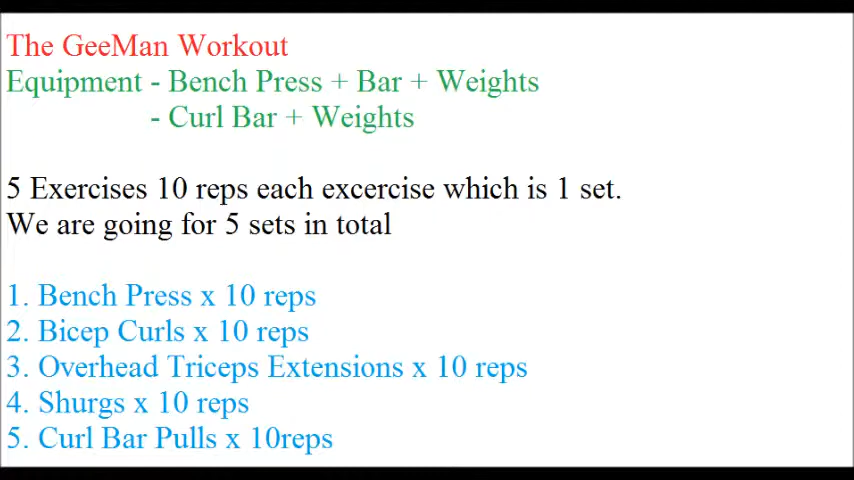 The GeeMan Workout
Equipment - Bench Press + Bar + Weights
- Curl Bar + Weights
5 Exercises 10 reps each excercise which is 1 set.
We are going for 5 sets in total
1. Bench Press x 10 reps
2. Bicep Curls x 10 reps
3. Overhead Triceps Extensions x 10 reps
4. Shurgs x 10 reps
5. Curl Bar Pulls x 10reps